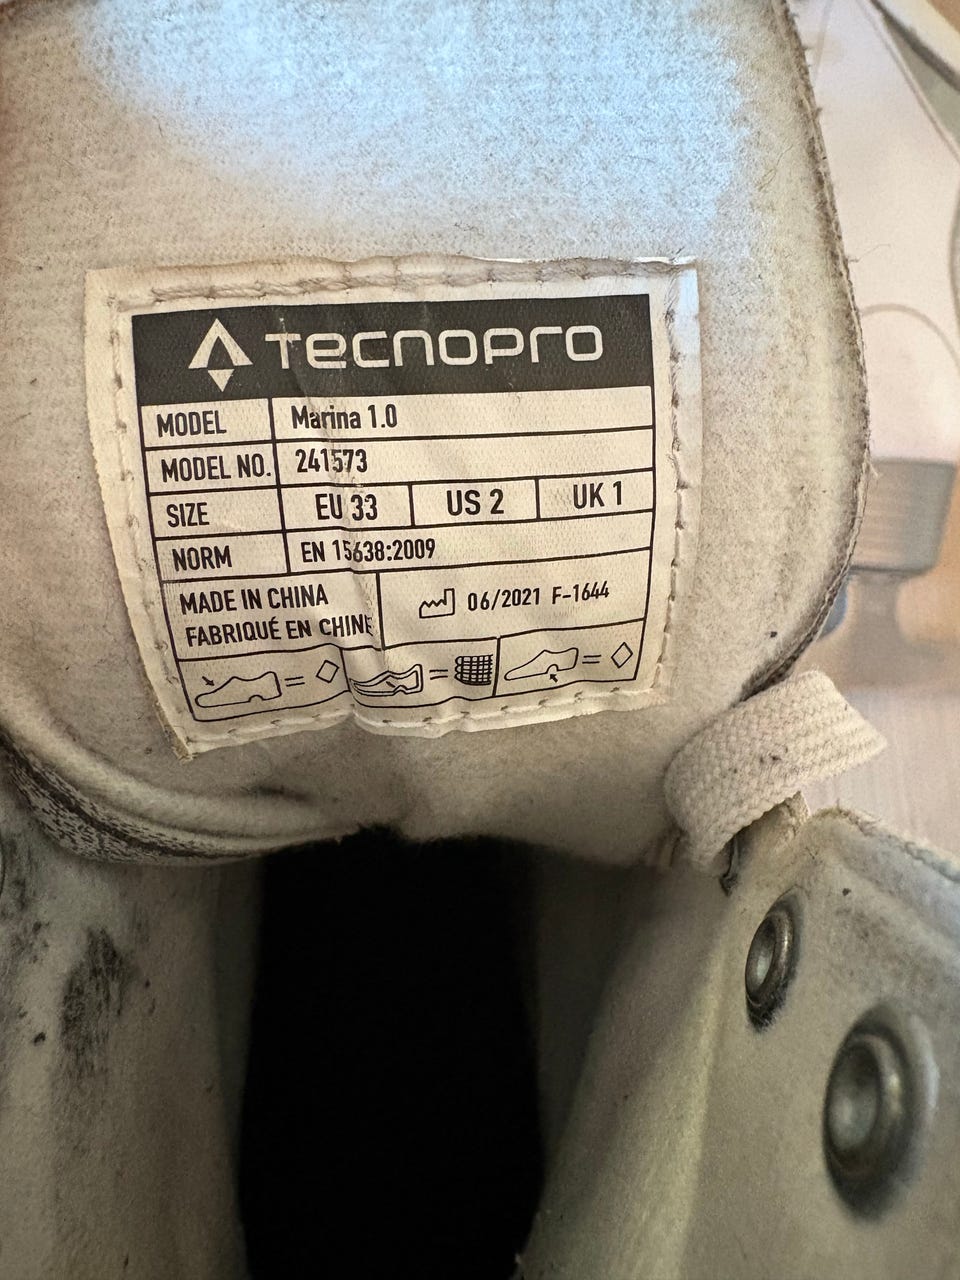 TECNOPRO
MODEL Marina 1.0
MODEL NO. 241573
SIZE EU 33 US 2 UK 1
NORM EN 15638:2009
MADE IN CHINA
FABRIQUÉ EN CHINE
06/2021 F-1644
= = =